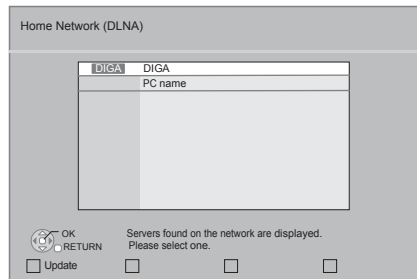 Home Network (DLNA)
DIGA DIGA
PC name
OK
RETURN
Servers found on the network are displayed.
Please select one.
Update